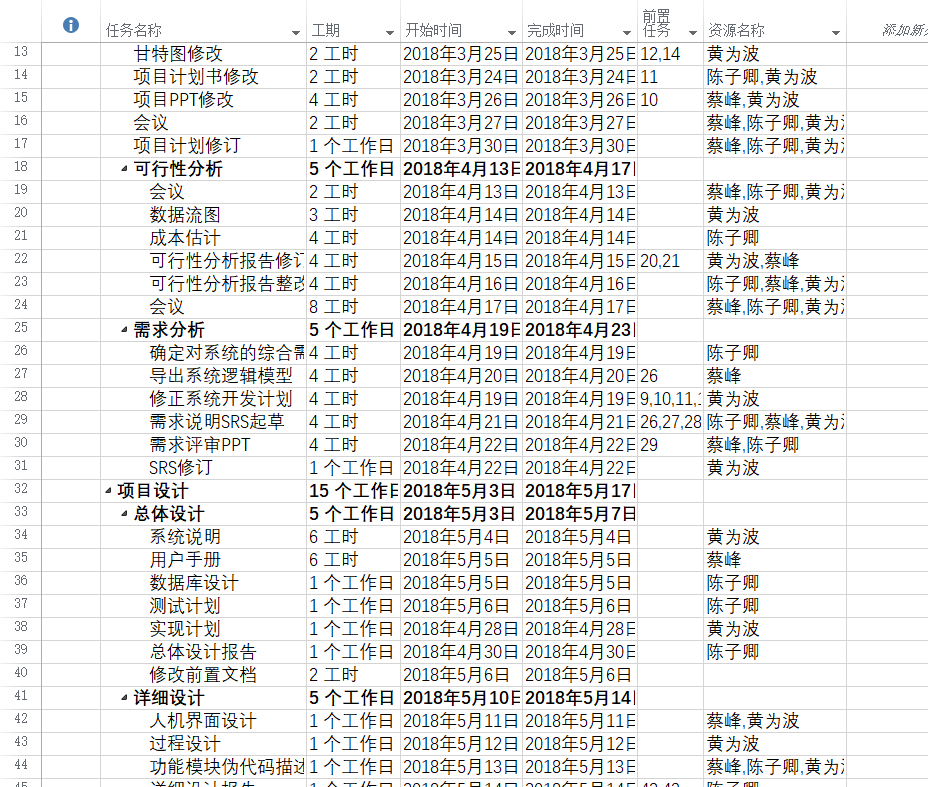 任务名称 工期 开始时间 完成时间 前置任务 资源名称 添加新
13 甘特图修改 2 工时 2018年3月25日 2018年3月25日 12,14 黄为波
14 项目计划书修改 2 工时 2018年3月24日 2018年3月24日 11 陈子卿,黄为波
15 项目PPT修改 4 工时 2018年3月26日 2018年3月26日 10 蔡峰,黄为波
16 会议 2 工时 2018年3月27日 2018年3月27日 蔡峰,陈子卿,黄为
17 项目计划修订 1 个工作日 2018年3月30日 2018年3月30日 蔡峰,陈子卿,黄为
18 可行性分析 5 个工作日 2018年4月13日 2018年4月17
19 会议 2 工时 2018年4月13日 2018年4月13日 蔡峰,陈子卿,黄为
20 数据流图 3 工时 2018年4月14日 2018年4月14日 黄为波
21 成本估计 4 工时 2018年4月14日 2018年4月14日 陈子卿
22 可行性分析报告修订 4 工时 2018年4月15日 2018年4月15日 20,21 黄为波,蔡峰
23 可行性分析报告整改 4 工时 2018年4月16日 2018年4月16日 陈子卿,蔡峰,黄为
24 会议 8 工时 2018年4月17日 2018年4月17日 蔡峰,陈子卿,黄为
25 需求分析 5 个工作日 2018年4月19日 2018年4月23
26 确定对系统的综合需 4 工时 2018年4月19日 2018年4月19日 陈子卿
27 导出系统逻辑模型 4 工时 2018年4月20日 2018年4月20日 26 蔡峰
28 修正系统开发计划 4 工时 2018年4月19日 2018年4月19日 9,10,11, 黄为波
29 需求说明SRS起草 4 工时 2018年4月21日 2018年4月21日 26,27,28 陈子卿,蔡峰,黄为
30 需求评审PPT 4 工时 2018年4月22日 2018年4月22日 29 蔡峰,陈子卿
31 SRS修订 1 个工作日 2018年4月22日 2018年4月22日 黄为波
32 项目设计 15 个工作日 2018年5月3日 2018年5月17
33 总体设计 5 个工作日 2018年5月3日 2018年5月7日
34 系统说明 6 工时 2018年5月4日 2018年5月4日 黄为波
35 用户手册 6 工时 2018年5月5日 2018年5月5日 蔡峰
36 数据库设计 1 个工作日 2018年5月5日 2018年5月5日 陈子卿
37 测试计划 1 个工作日 2018年5月6日 2018年5月6日 陈子卿
38 实现计划 1 个工作日 2018年4月28日 2018年4月28日 黄为波
39 总体设计报告 1 个工作日 2018年4月30日 2018年4月30日 陈子卿
40 修改前置文档 2 工时 2018年5月6日 2018年5月6日
41 详细设计 5 个工作日 2018年5月10日 2018年5月14
42 人机界面设计 1 个工作日 2018年5月11日 2018年5月11日 蔡峰,黄为波
43 过程设计 1 个工作日 2018年5月12日 2018年5月12日 黄为波
44 功能模块伪代码描述 1 个工作日 2018年5月13日 2018年5月13日 蔡峰,陈子卿,黄为